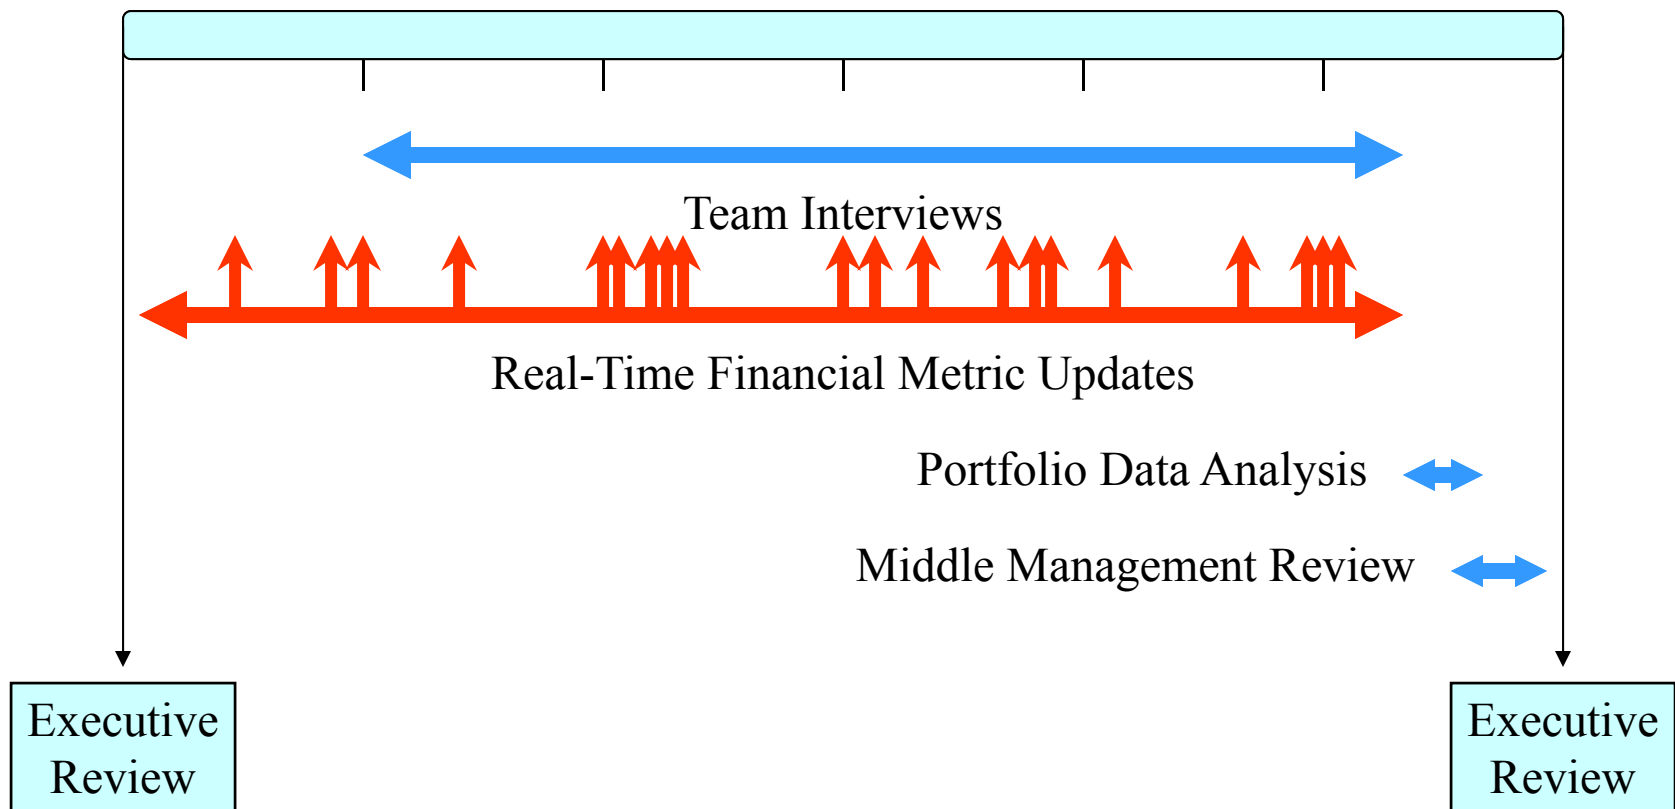 Team Interviews
Real-Time Financial Metric Updates
Portfolio Data Analysis
Middle Management Review
Executive
Review
Executive
Review